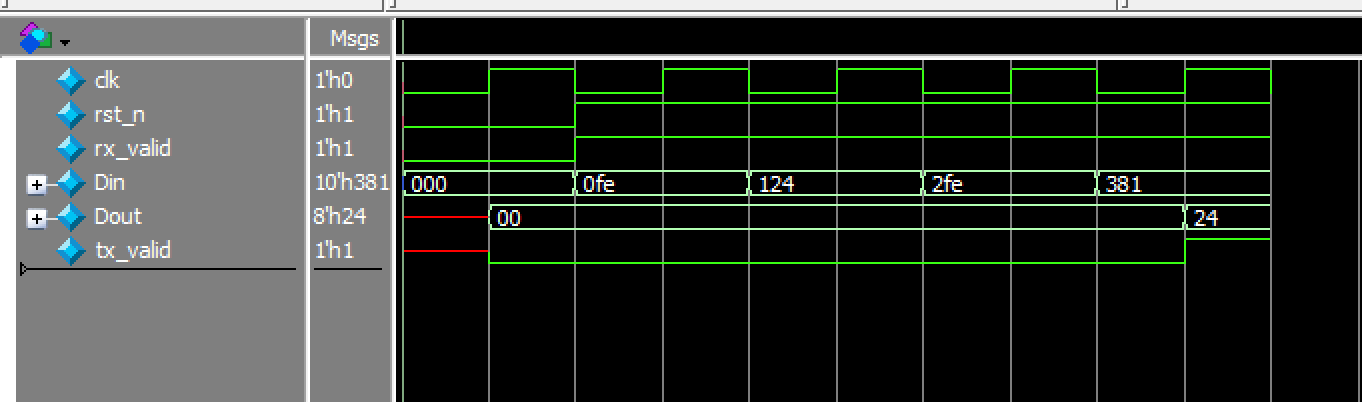 Msgs
clk 1'h0
rst_n 1'h1
rx_valid 1'h1
Din 10'h381 000 0fe 124 2fe 381
Dout 8'h24 00 24
tx_valid 1'h1